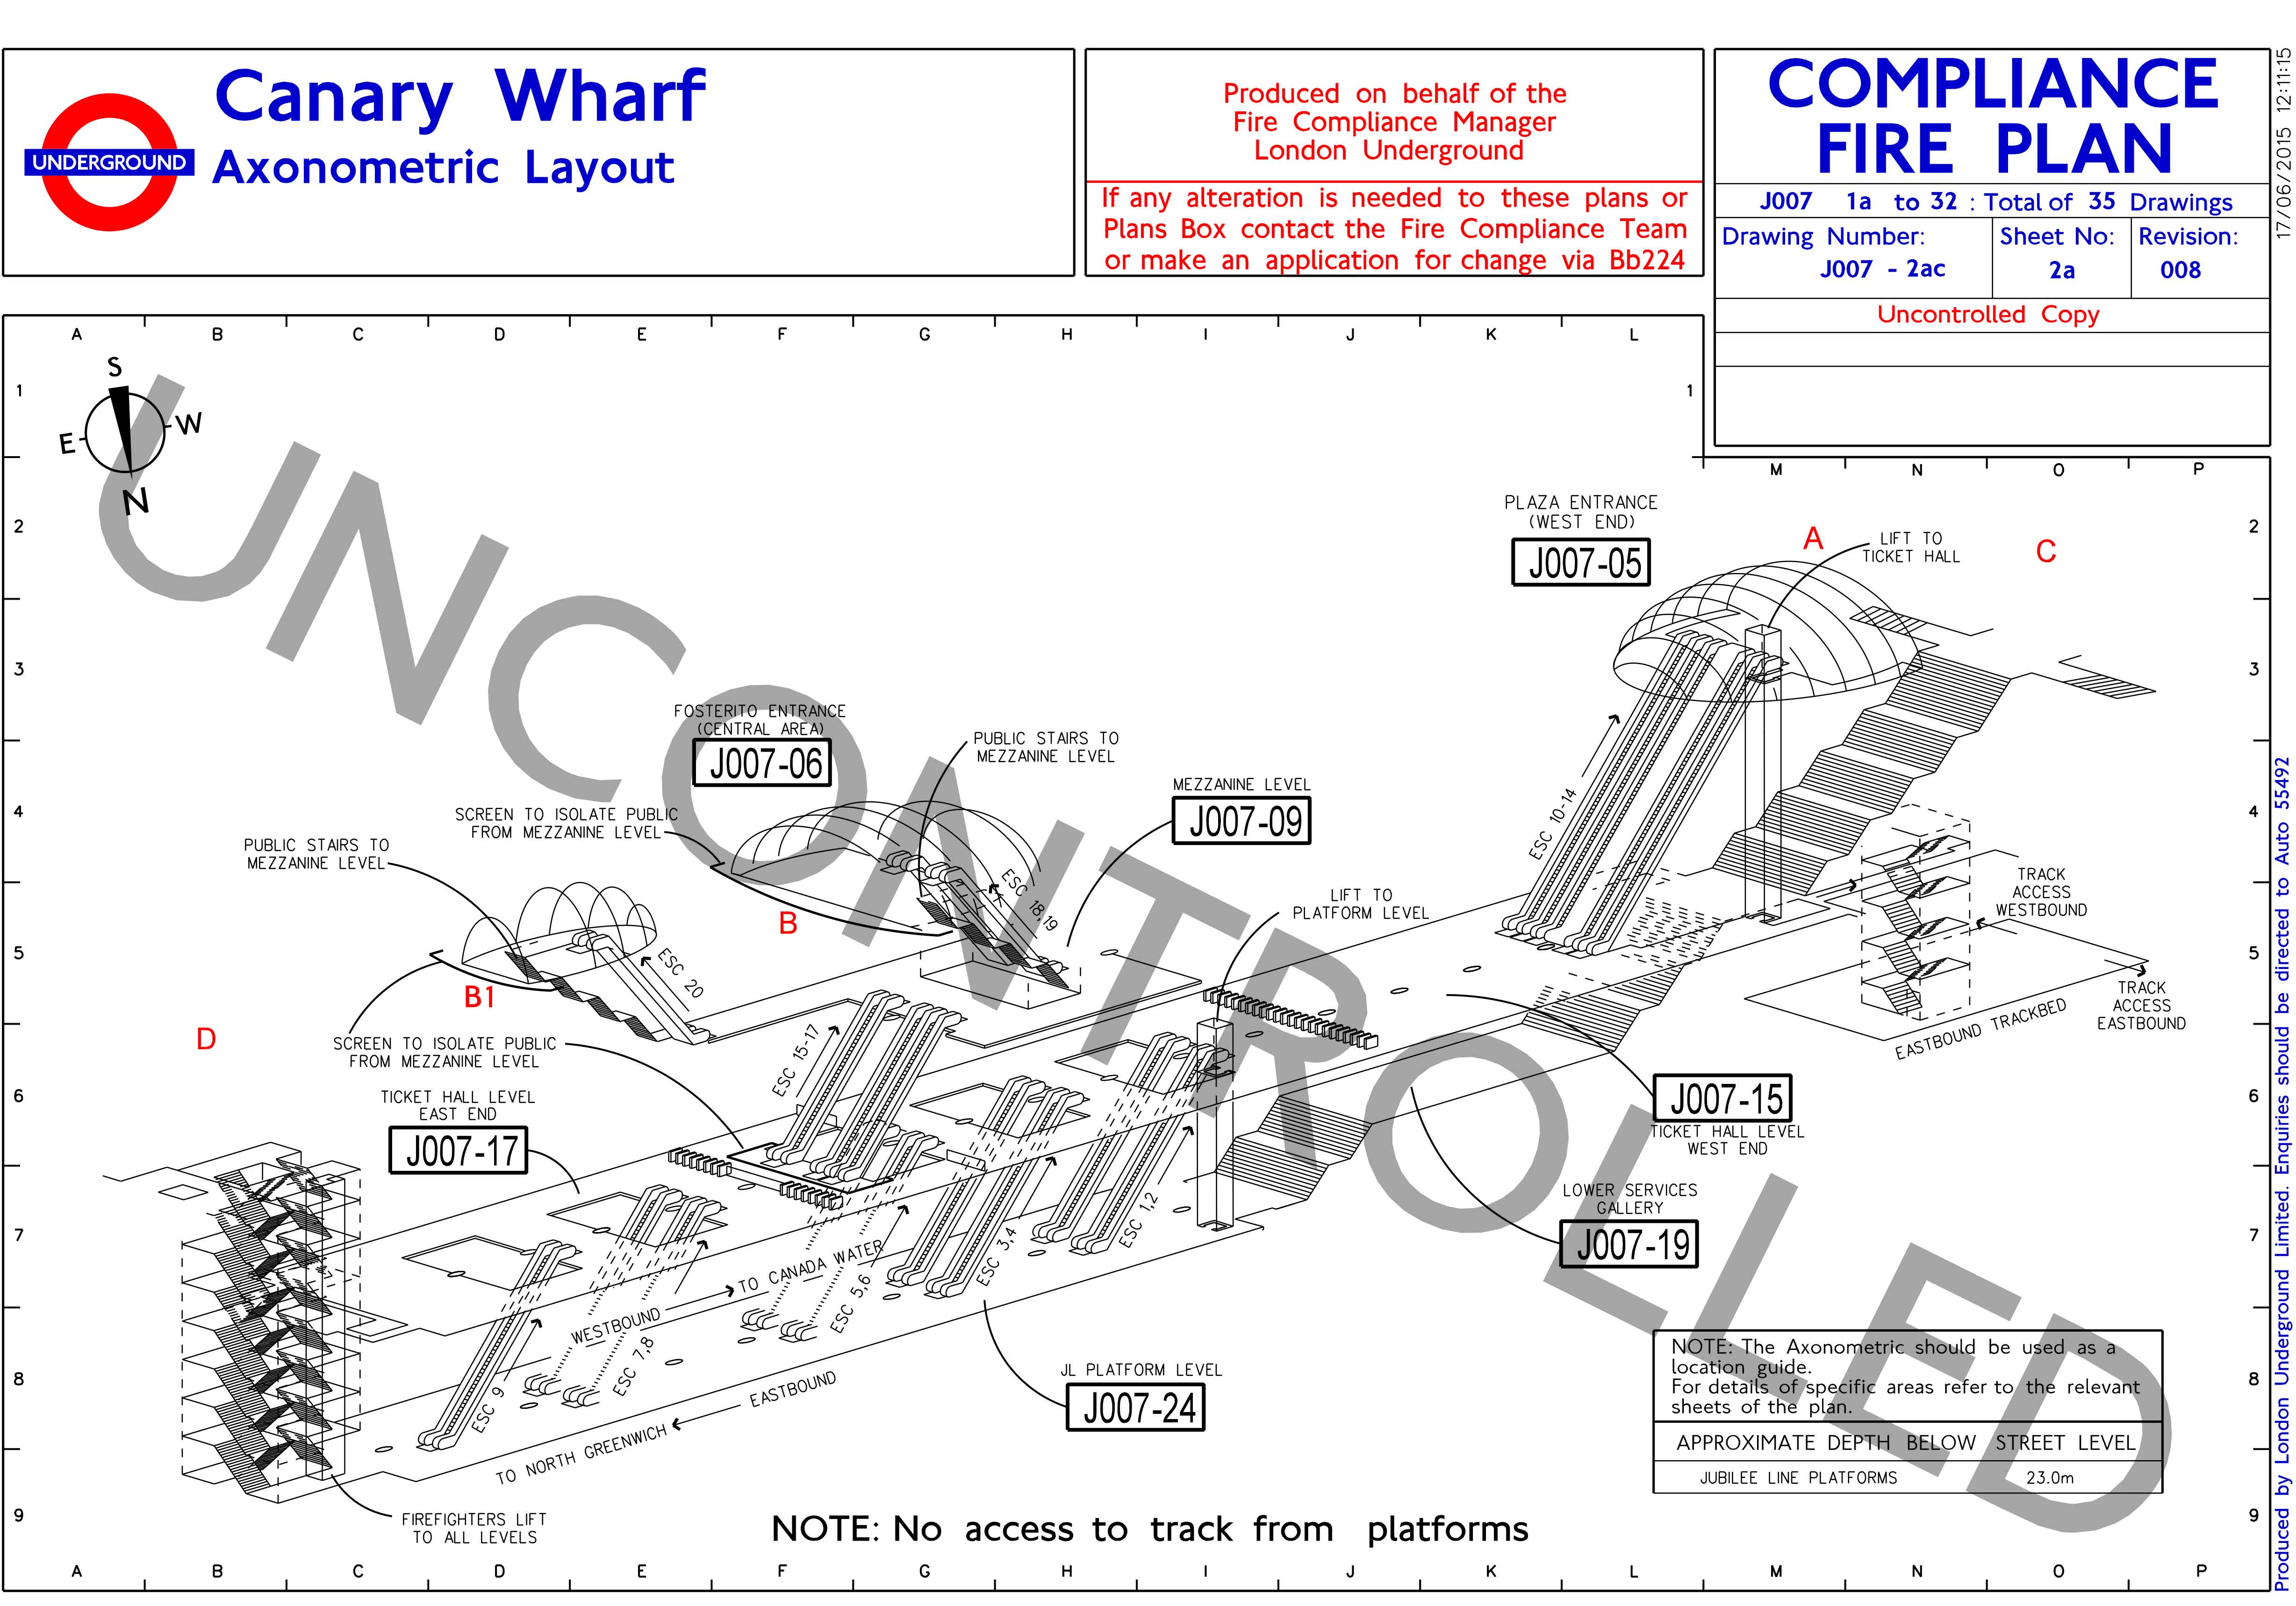 Canary Wharf
UNDERGROUND
Axonometric Layout
Produced on behalf of the
Fire Compliance Manager
London Underground
If any alteration is needed to these plans or
Plans Box contact the Fire Compliance Team
or make an application for change via Bb224
COMPLIANCE
FIRE PLAN
J007 1a to 32 : Total of 35 Drawings
Drawing Number:
J007 - 2ac
Sheet No:
2a
Revision:
008
Uncontrolled Copy
17/06/2015 12:11:15
A B C D E F G H I J K L
M N O P
1
1
2
2
3
3
4
4
5
5
6
6
7
7
8
8
9
9
S
E
W
N
UNCONTROLLED
PLAZA ENTRANCE
(WEST END)
J007-05
A
LIFT TO
TICKET HALL
C
FOSTERITO ENTRANCE
(CENTRAL AREA)
J007-06
PUBLIC STAIRS TO
MEZZANINE LEVEL
MEZZANINE LEVEL
J007-09
SCREEN TO ISOLATE PUBLIC
FROM MEZZANINE LEVEL
PUBLIC STAIRS TO
MEZZANINE LEVEL
ESC 10-14
ESC 18,19
B
LIFT TO
PLATFORM LEVEL
TRACK
ACCESS
WESTBOUND
ESC 20
B1
D
TRACK
ACCESS
EASTBOUND
EASTBOUND TRACKBED
SCREEN TO ISOLATE PUBLIC
FROM MEZZANINE LEVEL
ESC 15-17
TICKET HALL LEVEL
EAST END
J007-17
J007-15
TICKET HALL LEVEL
WEST END
LOWER SERVICES
GALLERY
J007-19
ESC 1,2
ESC 3,4
TO CANADA WATER
WESTBOUND
ESC 5,6
ESC 7,8
ESC 9
EASTBOUND
TO NORTH GREENWICH
JL PLATFORM LEVEL
J007-24
FIREFIGHTERS LIFT
TO ALL LEVELS
NOTE: The Axonometric should be used as a
location guide.
For details of specific areas refer to the relevant
sheets of the plan.
APPROXIMATE DEPTH BELOW STREET LEVEL
JUBILEE LINE PLATFORMS 23.0m
NOTE: No access to track from platforms
A B C D E F G H I J K L M N O P
Produced by London Underground Limited. Enquiries should be directed to Auto 55492